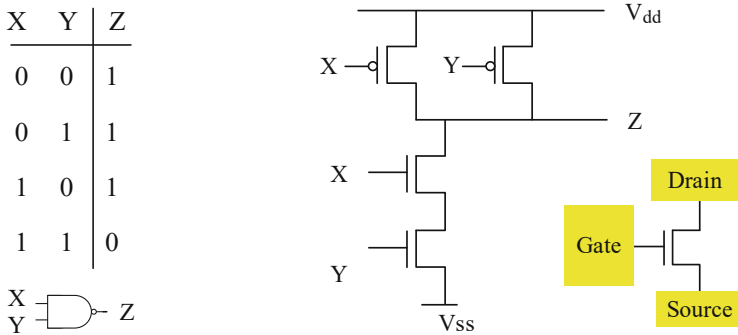 X Y Z
0 0 1
0 1 1
1 0 1
1 1 0
X
Y
Z
Vdd
X
Y
Z
X
Y
Vss
Drain
Gate
Source